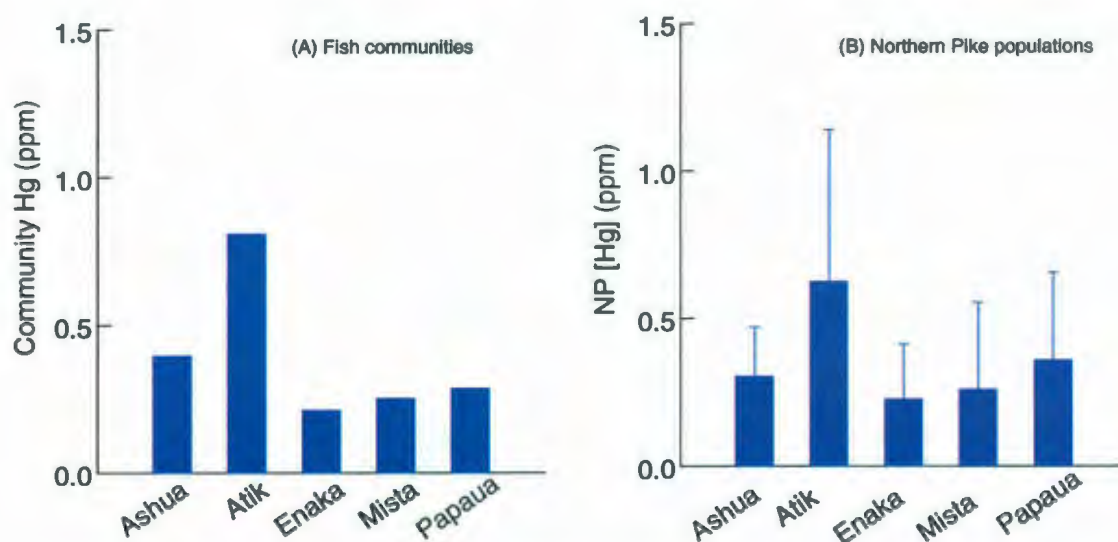 (A) Fish communities
Community Hg (ppm)
1.5
1.0
0.5
0.0
Ashua
Atik
Enaka
Mista
Papaua
(B) Northern Pike populations
NP [Hg] (ppm)
1.5
1.0
0.5
0.0
Ashua
Atik
Enaka
Mista
Papaua